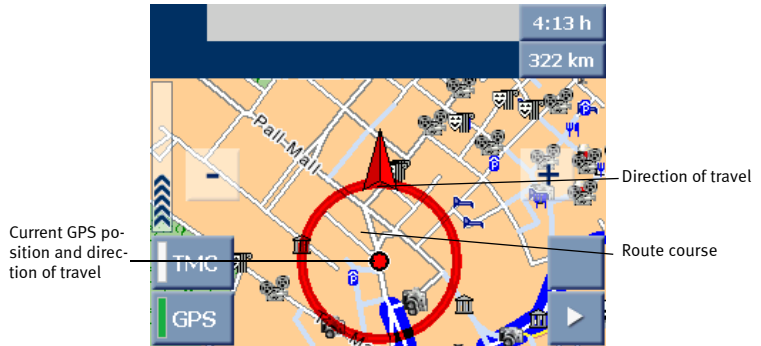 4:13 h
322 km
Pall-Mall
-
+
Direction of travel
Current GPS po-
sition and direc-
tion of travel
Route course
TMC
GPS